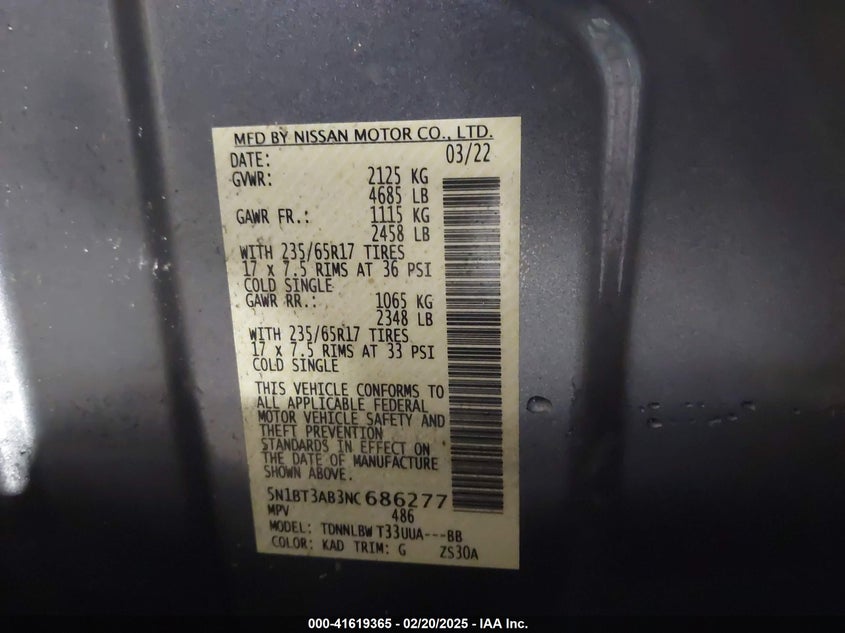 MFD BY NISSAN MOTOR CO., LTD.
DATE: 03/22
GVWR: 2125 KG
4685 LB
GAWR FR.: 1115 KG
2458 LB
WITH 235/65R17 TIRES
17 x 7.5 RIMS AT 36 PSI
COLD SINGLE
GAWR RR.: 1065 KG
2348 LB
WITH 235/65R17 TIRES
17 x 7.5 RIMS AT 33 PSI
COLD SINGLE
THIS VEHICLE CONFORMS TO
ALL APPLICABLE FEDERAL
MOTOR VEHICLE SAFETY AND
THEFT PREVENTION
STANDARDS IN EFFECT ON
THE DATE OF MANUFACTURE
SHOWN ABOVE.
5N1BT3AB3NC686277
MPV 486
MODEL: TDNNLBW T33UUA---BB
COLOR: KAD TRIM: G ZS30A
000-41619365 - 02/20/2025 - IAA Inc.